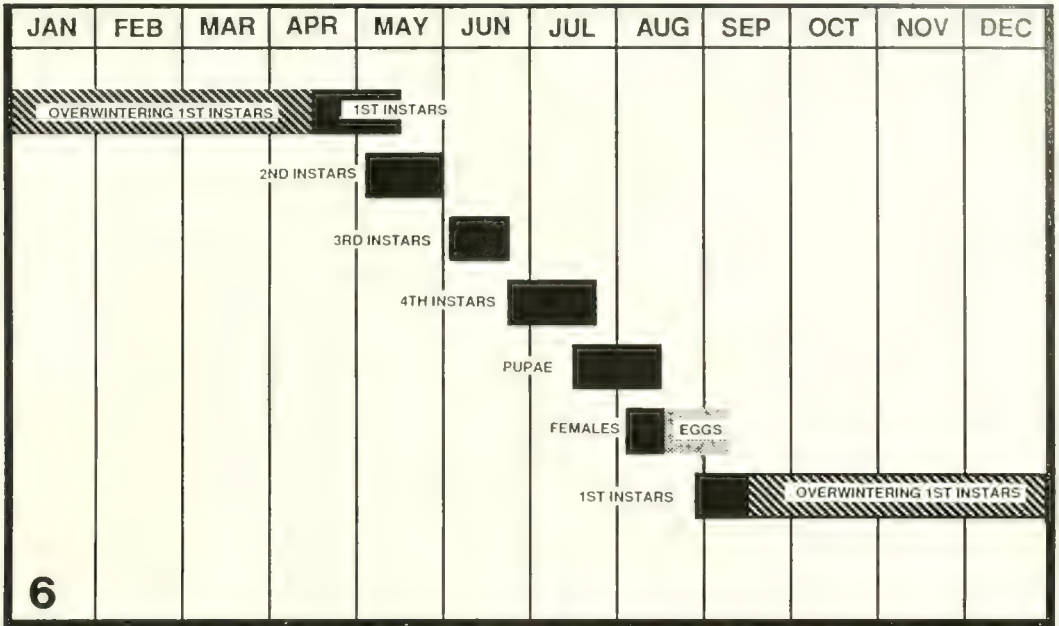 JAN FEB MAR APR MAY JUN JUL AUG SEP OCT NOV DEC
OVERWINTERING 1ST INSTARS 1ST INSTARS
2ND INSTARS
3RD INSTARS
4TH INSTARS
PUPAE
FEMALES EGGS
1ST INSTARS OVERWINTERING 1ST INSTARS
6